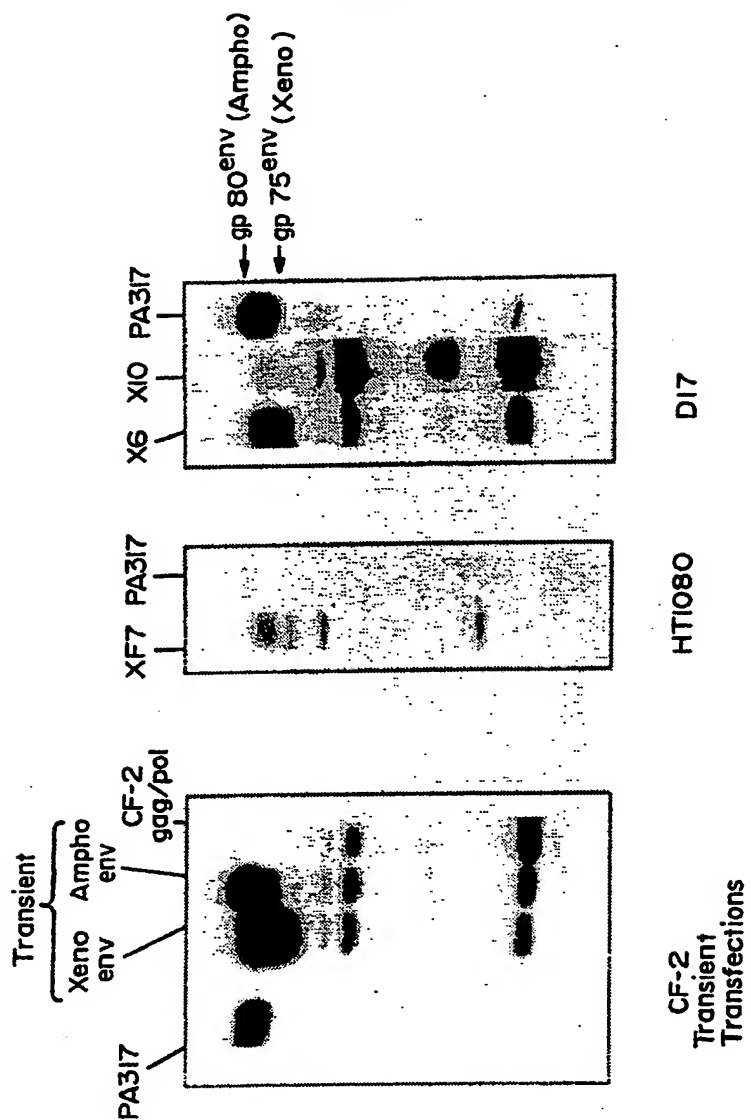 Transient
Xeno env
Ampho env
PA317
CF-2 gag/pol
XF7
PA317
X6
X10
PA317
gp 80env (Ampho)
gp 75env (Xeno)
CF-2
Transient
Transfections
HT1080
D17